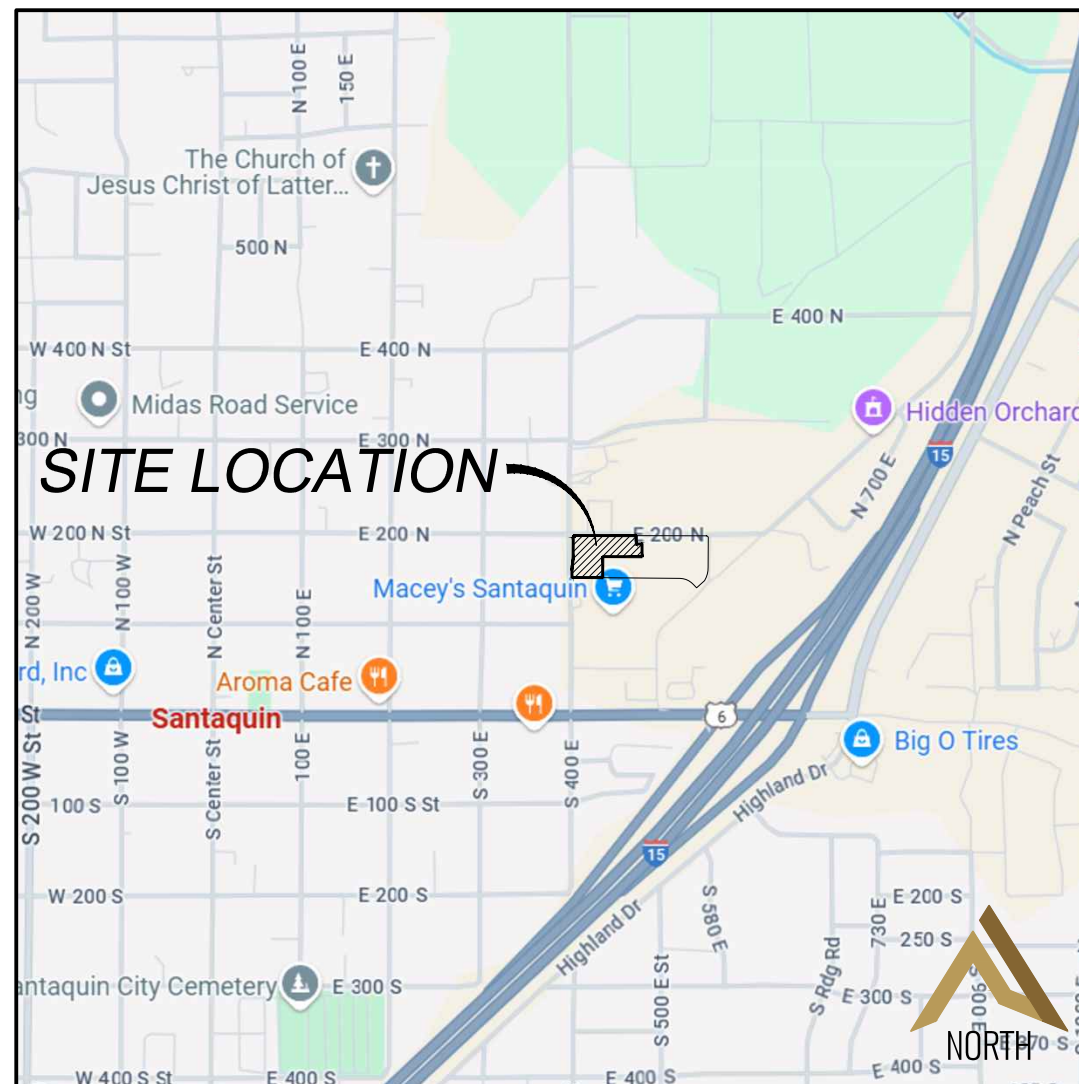 N 100 E
150 E
The Church of
Jesus Christ of Latter...
500 N
E 400 N
W 400 N St
E 400 N
Midas Road Service
Hidden Orchard
300 N
E 300 N
15
N 700 E
N Peach St
SITE LOCATION
W 200 N St
E 200 N
E 200 N
N 200 W
N 100 W
N Center St
N 100 E
Macey's Santaquin
rd, Inc
Aroma Cafe
St
Santaquin
6
Big O Tires
S 200 W St
S 100 W
S Center St
100 E
S 300 E
S 400 E
100 S
E 100 S St
Highland Dr
15
W 200 S
E 200 S
S 580 E
730 E
E 200 S
250 S
Highland Dr
antaquin City Cemetery
E 300 S
S 500 E St
S Rdg Rd
E 300 S
S 900 E
NORTH
W 400 S St
E 400 S
E 400 S
E 400 S